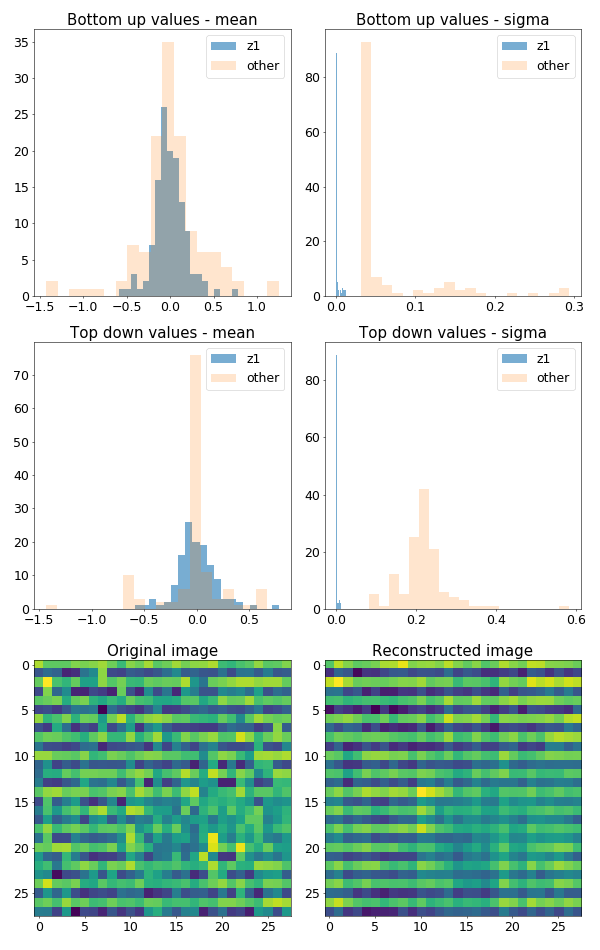 Bottom up values - mean
Bottom up values - sigma
z1
other
z1
other
35
30
25
20
15
10
5
0
80
60
40
20
0
−1.5 −1.0 −0.5 0.0 0.5 1.0
0.0 0.1 0.2 0.3
Top down values - mean
Top down values - sigma
z1
other
z1
other
70
60
50
40
30
20
10
0
80
60
40
20
0
−1.5 −1.0 −0.5 0.0 0.5
0.0 0.2 0.4 0.6
Original image
Reconstructed image
0
5
10
15
20
25
0
5
10
15
20
25
0 5 10 15 20 25
0 5 10 15 20 25